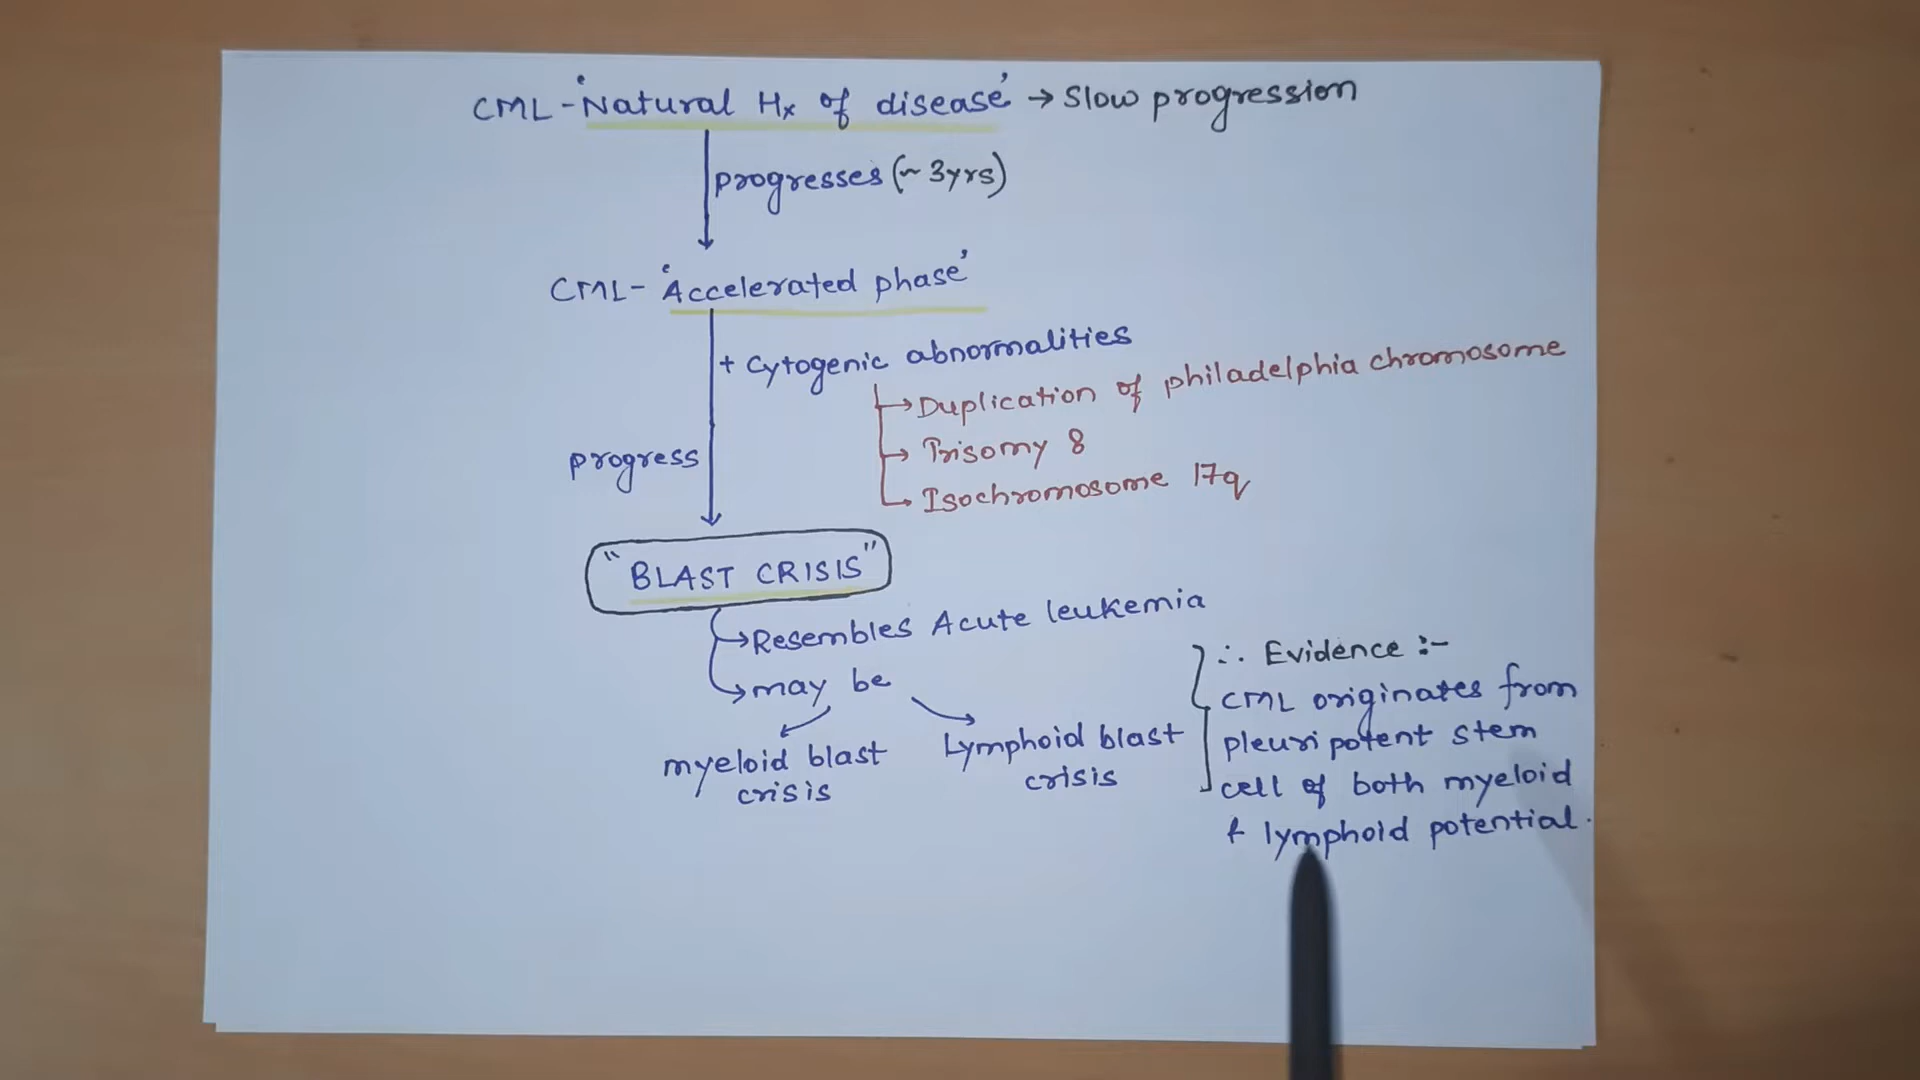 CML - 'Natural Hx of disease' → Slow progression
progresses (~ 3yrs)
CML - 'Accelerated phase'
+ Cytogenic abnormalities
→ Duplication of philadelphia chromosome
→ Trisomy 8
→ Isochromosome 17q
progress
"BLAST CRISIS"
→ Resembles Acute leukemia
→ may be
myeloid blast
crisis
Lymphoid blast
crisis
∴ Evidence :-
CML originates from
pleuripotent stem
cell of both myeloid
+ lymphoid potential.